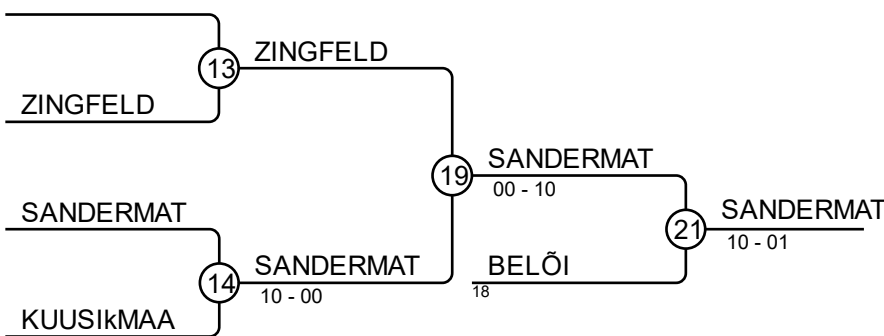 13
ZINGFELD
ZINGFELD
19
SANDERMAT
00 - 10
SANDERMAT
21
SANDERMAT
10 - 01
14
SANDERMAT
10 - 00
BELÕI
18
KUUSIkMAA